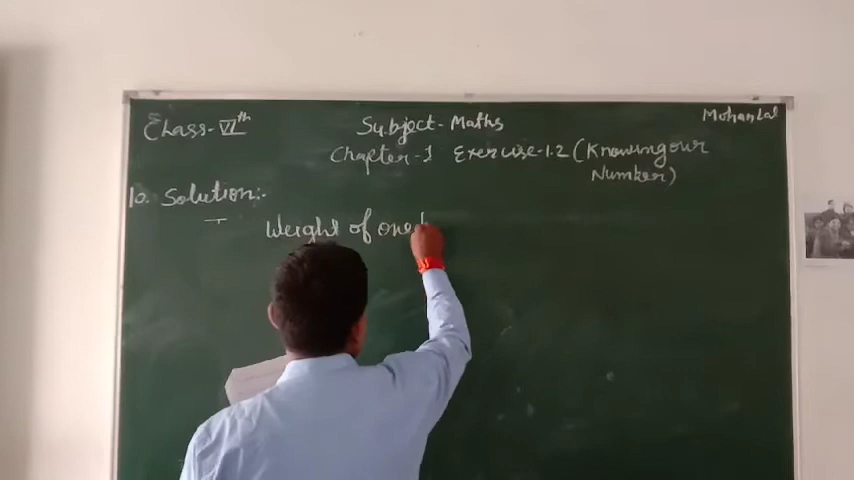 Class-VIth Subject-Maths MohanLal
Chapter-1 Exercise-1.2 (Knowing our
Number)
10. Solution:-
Weight of one